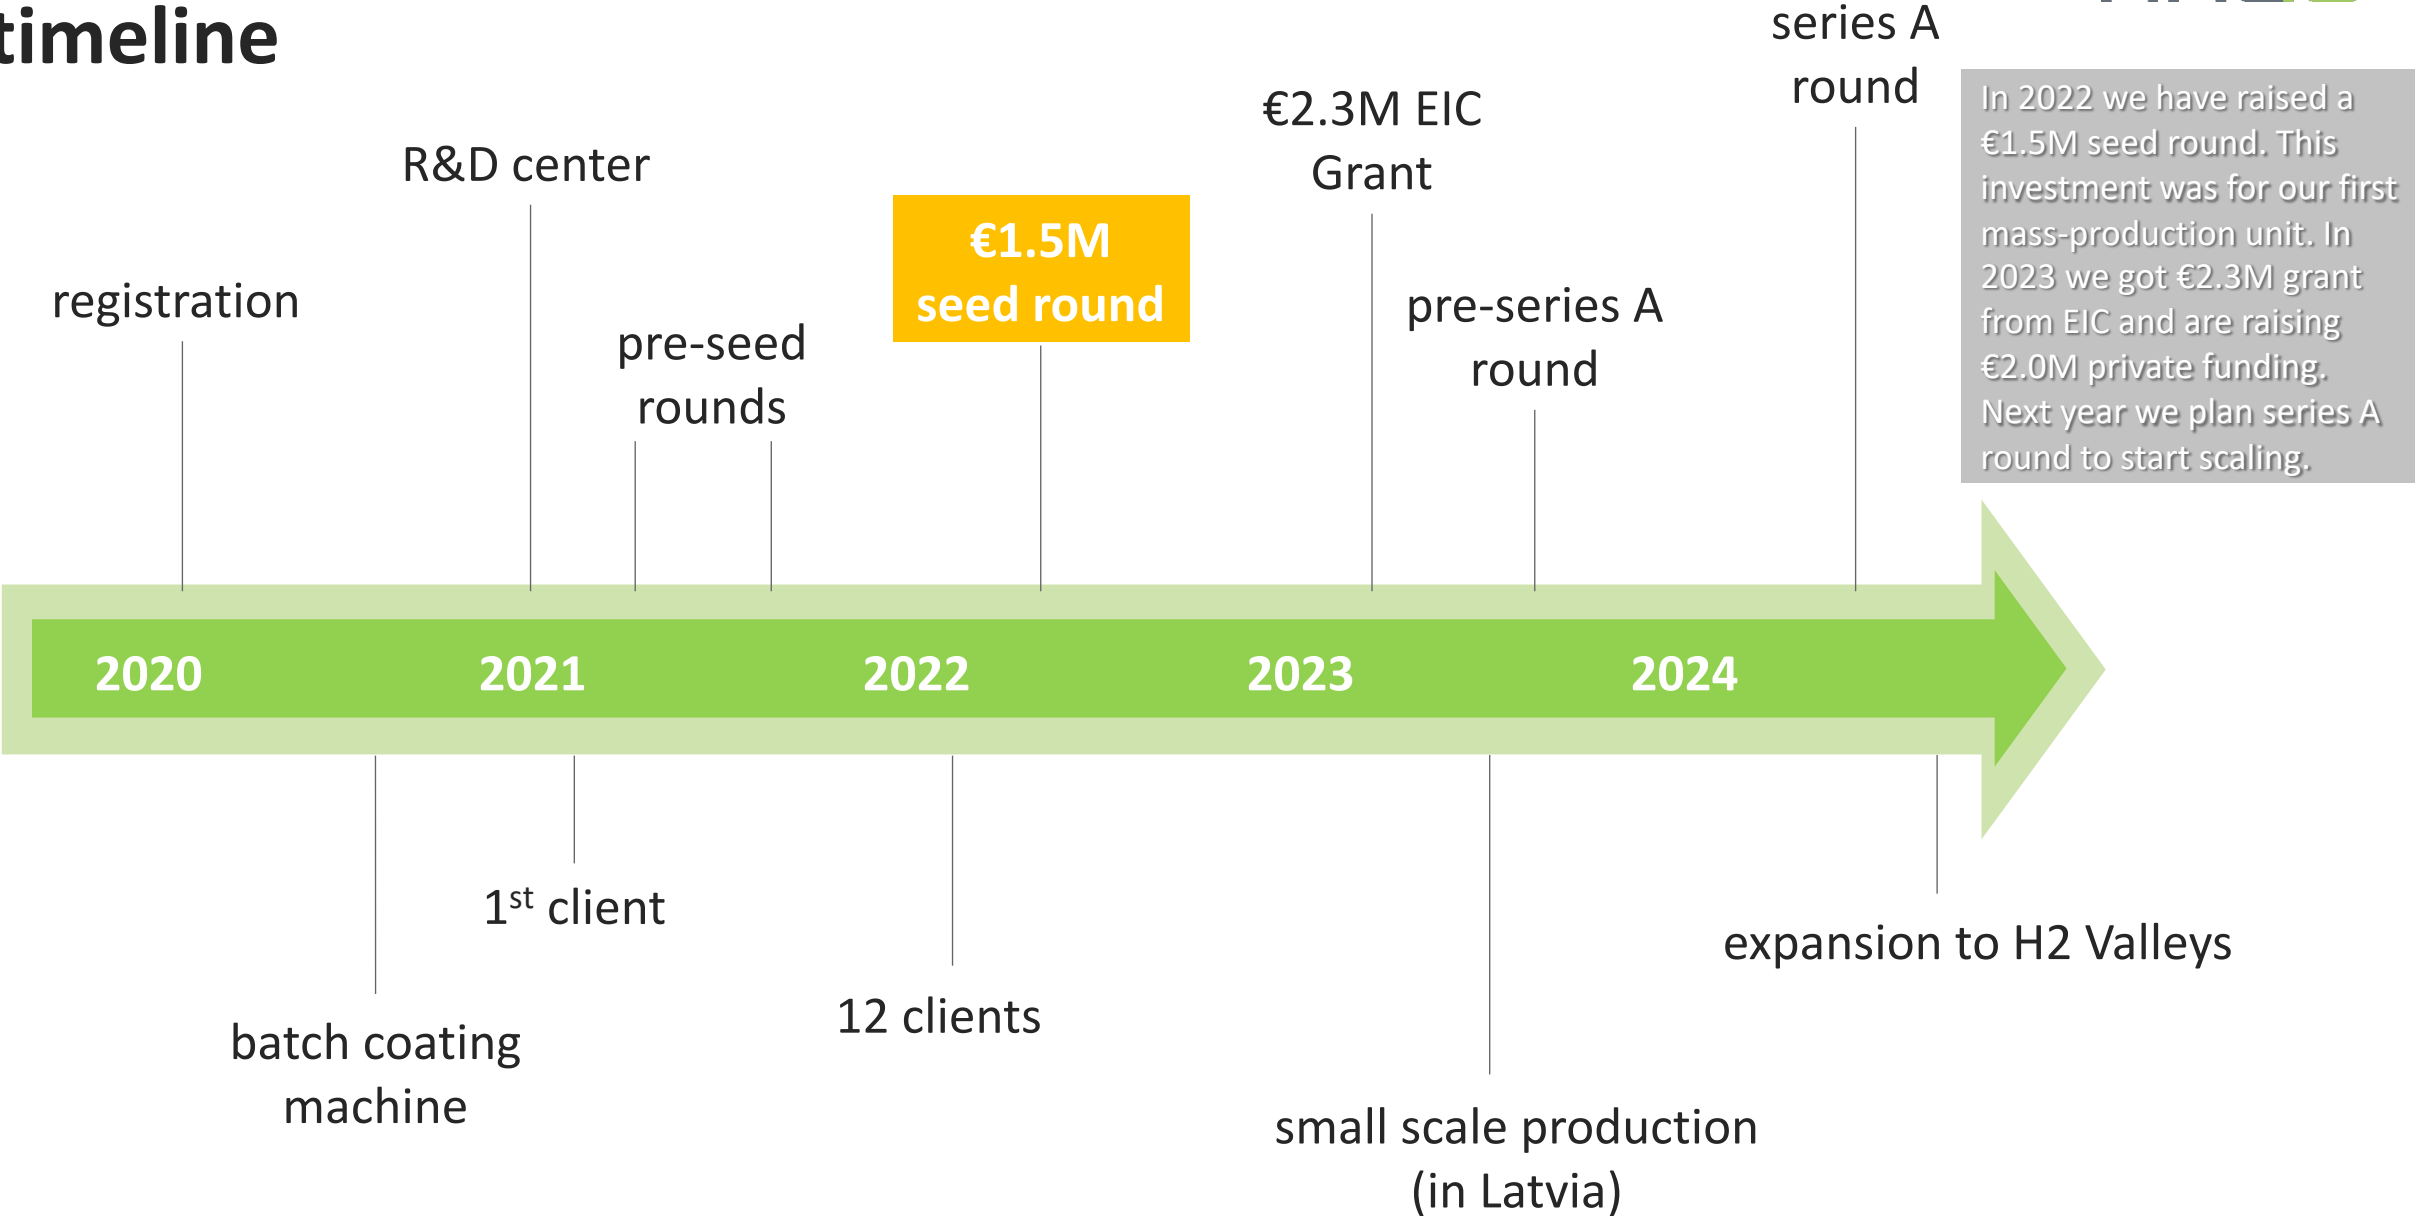 timeline
series A
round
€2.3M EIC
Grant
R&D center
€1.5M
seed round
registration
pre-seed
rounds
pre-series A
round
In 2022 we have raised a
€1.5M seed round. This
investment was for our first
mass-production unit. In
2023 we got €2.3M grant
from EIC and are raising
€2.0M private funding.
Next year we plan series A
round to start scaling.
2020
2021
2022
2023
2024
1st client
batch coating
machine
12 clients
small scale production
(in Latvia)
expansion to H2 Valleys